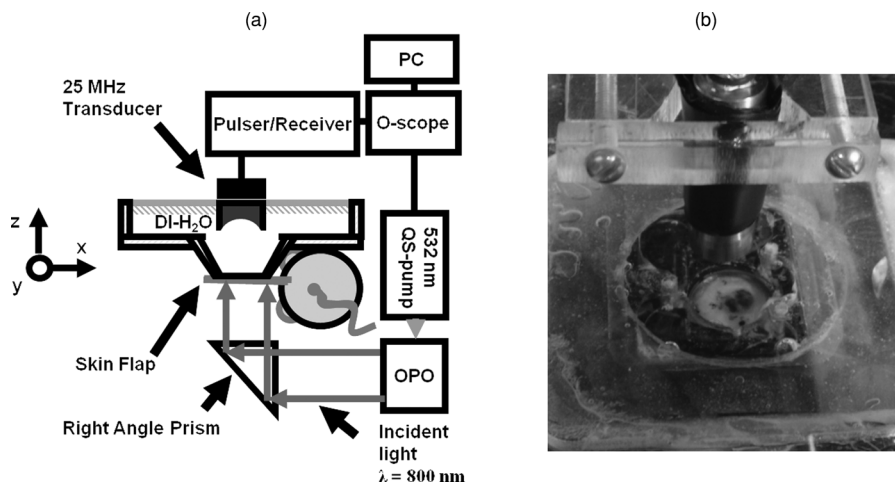 (a)
(b)
PC
25 MHz
Transducer
Pulser/Receiver
O-scope
DI-H₂O
z
x
y
532 nm
QS-pump
Skin Flap
OPO
Right Angle Prism
Incident
light
λ = 800 nm